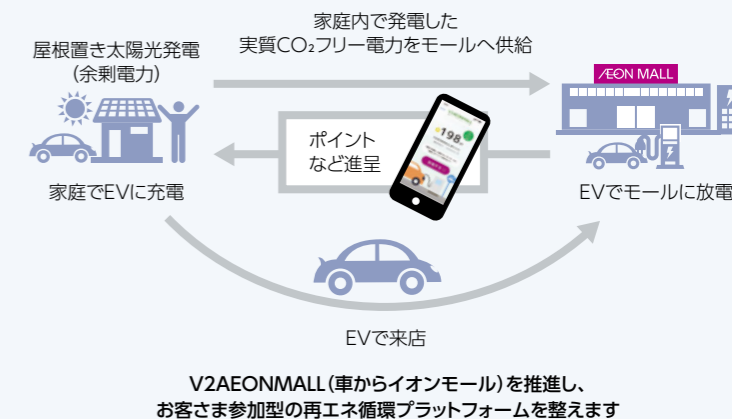 家庭内で発電した
実質CO₂フリー電力をモールへ供給
屋根置き太陽光発電
(余剰電力)
ÆON MALL
ポイント
など進呈
198
家庭でEVに充電
EVでモールに放電
EVで来店
V2AEONMALL(車からイオンモール)を推進し、
お客さま参加型の再エネ循環プラットフォームを整えます